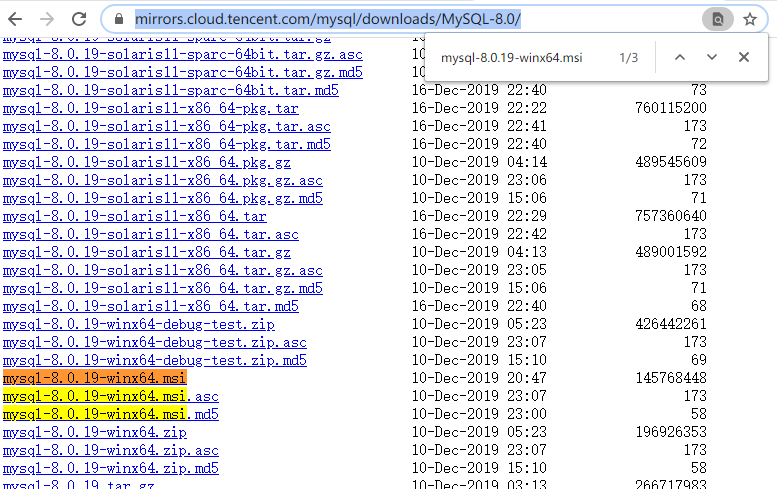 mirrors.cloud.tencent.com/mysql/downloads/MySQL-8.0/
mysql-8.0.19-winx64.msi 1/3
mysql-8.0.19-solaris11-sparc-64bit.tar.gz
mysql-8.0.19-solaris11-sparc-64bit.tar.gz.asc
mysql-8.0.19-solaris11-sparc-64bit.tar.gz.md5
mysql-8.0.19-solaris11-sparc-64bit.tar.md5 16-Dec-2019 22:40 73
mysql-8.0.19-solaris11-x86_64-pkg.tar 16-Dec-2019 22:22 760115200
mysql-8.0.19-solaris11-x86_64-pkg.tar.asc 16-Dec-2019 22:41 173
mysql-8.0.19-solaris11-x86_64-pkg.tar.md5 16-Dec-2019 22:40 72
mysql-8.0.19-solaris11-x86_64.pkg.gz 10-Dec-2019 04:14 489545609
mysql-8.0.19-solaris11-x86_64.pkg.gz.asc 10-Dec-2019 23:06 173
mysql-8.0.19-solaris11-x86_64.pkg.gz.md5 10-Dec-2019 15:06 71
mysql-8.0.19-solaris11-x86_64.tar 16-Dec-2019 22:29 757360640
mysql-8.0.19-solaris11-x86_64.tar.asc 16-Dec-2019 22:42 173
mysql-8.0.19-solaris11-x86_64.tar.gz 10-Dec-2019 04:13 489001592
mysql-8.0.19-solaris11-x86_64.tar.gz.asc 10-Dec-2019 23:05 173
mysql-8.0.19-solaris11-x86_64.tar.gz.md5 10-Dec-2019 15:06 71
mysql-8.0.19-solaris11-x86_64.tar.md5 16-Dec-2019 22:40 68
mysql-8.0.19-winx64-debug-test.zip 10-Dec-2019 05:23 426442261
mysql-8.0.19-winx64-debug-test.zip.asc 10-Dec-2019 23:07 173
mysql-8.0.19-winx64-debug-test.zip.md5 10-Dec-2019 15:10 69
mysql-8.0.19-winx64.msi 10-Dec-2019 20:47 145768448
mysql-8.0.19-winx64.msi.asc 10-Dec-2019 23:07 173
mysql-8.0.19-winx64.msi.md5 10-Dec-2019 23:00 58
mysql-8.0.19-winx64.zip 10-Dec-2019 05:23 196926353
mysql-8.0.19-winx64.zip.asc 10-Dec-2019 23:07 173
mysql-8.0.19-winx64.zip.md5 10-Dec-2019 15:10 58
mysql-8.0.19.tar.gz 10-Dec-2019 03:13 266717983